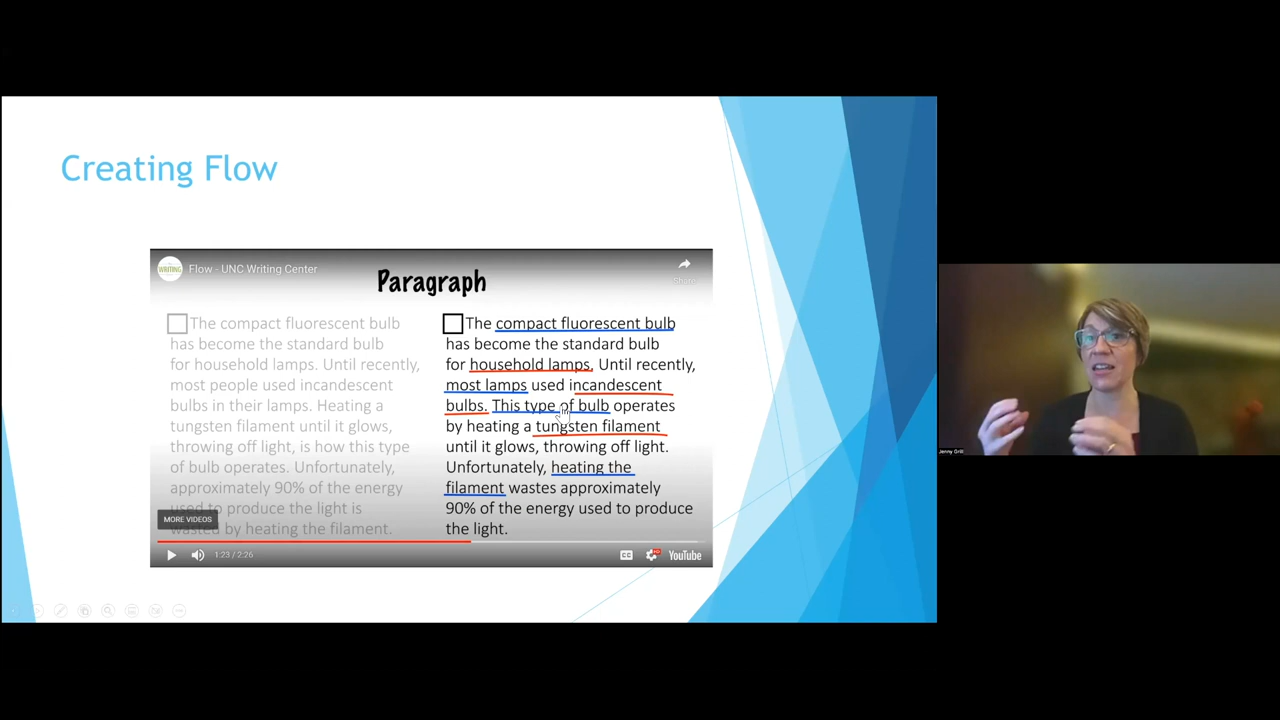 Creating Flow
WRITING
Flow - UNC Writing Center
Share
Paragraph
The compact fluorescent bulb
has become the standard bulb
for household lamps. Until recently,
most people used incandescent
bulbs in their lamps. Heating a
tungsten filament until it glows,
throwing off light, is how this type
of bulb operates. Unfortunately,
approximately 90% of the energy
used to produce the light is
wasted by heating the filament.
The compact fluorescent bulb
has become the standard bulb
for household lamps. Until recently,
most lamps used incandescent
bulbs. This type of bulb operates
by heating a tungsten filament
until it glows, throwing off light.
Unfortunately, heating the
filament wastes approximately
90% of the energy used to produce
the light.
MORE VIDEOS
1:23 / 2:26
CC
HD
YouTube
Jenny Grill